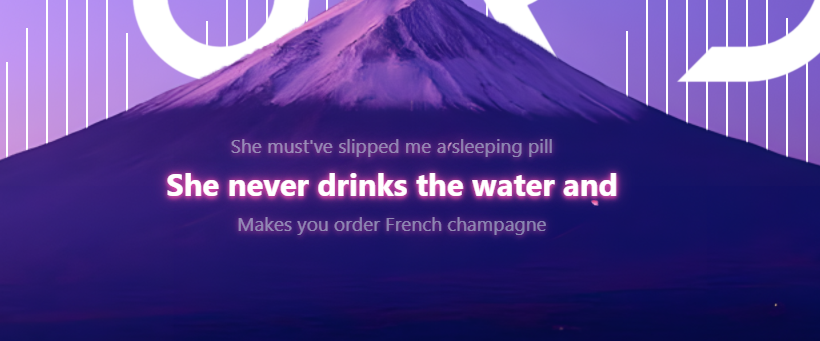 She must've slipped me a sleeping pill
She never drinks the water and
Makes you order French champagne